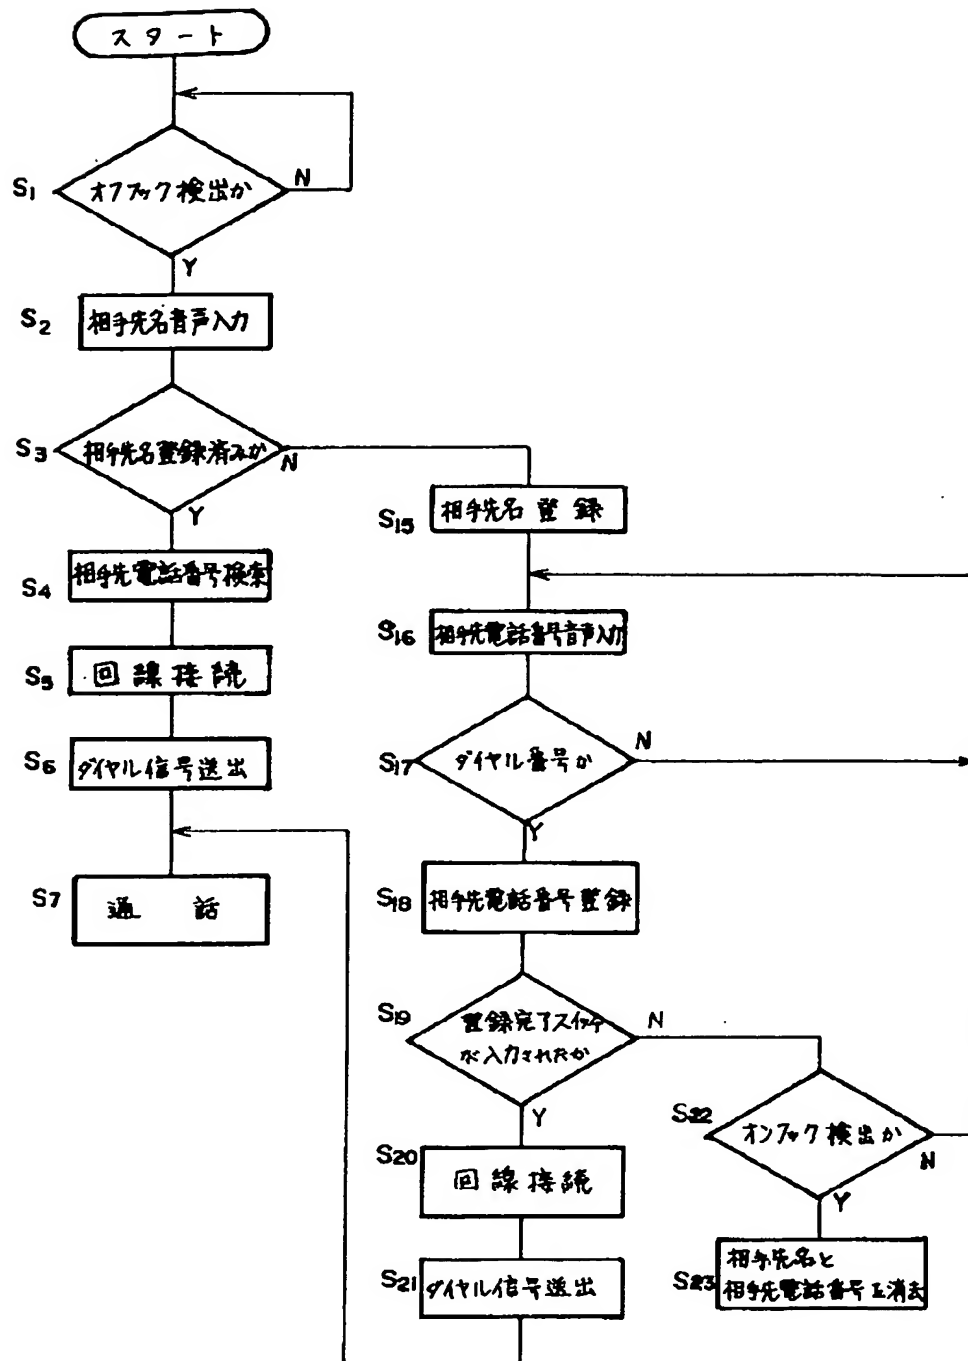 スタート
S1
オフフック検出か
N
Y
S2
相手先名音声入力
S3
相手先名登録済みか
N
Y
S4
相手先電話番号検索
S5
回線接続
S6
ダイヤル信号送出
S7
通話
S15
相手先名登録
S16
相手先電話番号音声入力
S17
ダイヤル番号か
N
Y
S18
相手先電話番号登録
S19
登録完了スイッチ
が入力されたか
N
Y
S20
回線接続
S21
ダイヤル信号送出
S22
オンフック検出か
N
Y
S23
相手先名と
相手先電話番号を消去